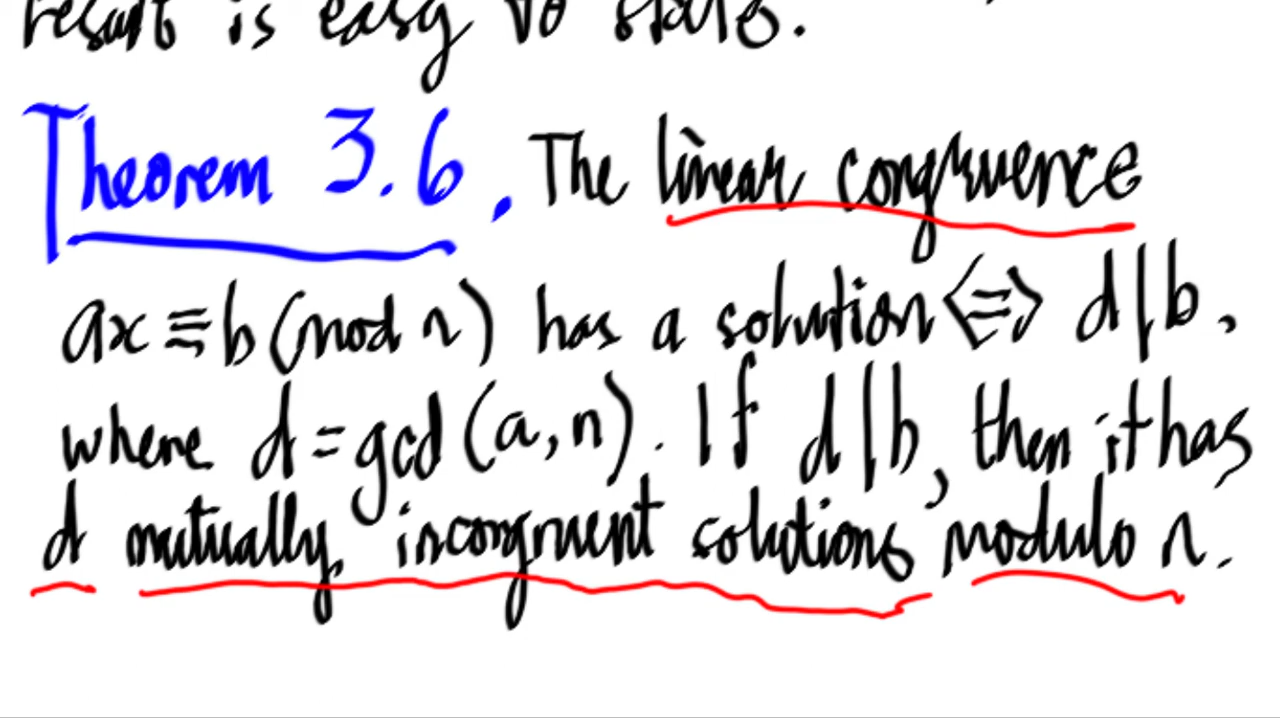 result is easy to state.
Theorem 3.6. The linear congruence
ax ≡ b (mod n) has a solution <=> d | b,
where d = gcd (a, n). If d | b, then it has
d mutually incongruent solutions modulo n.